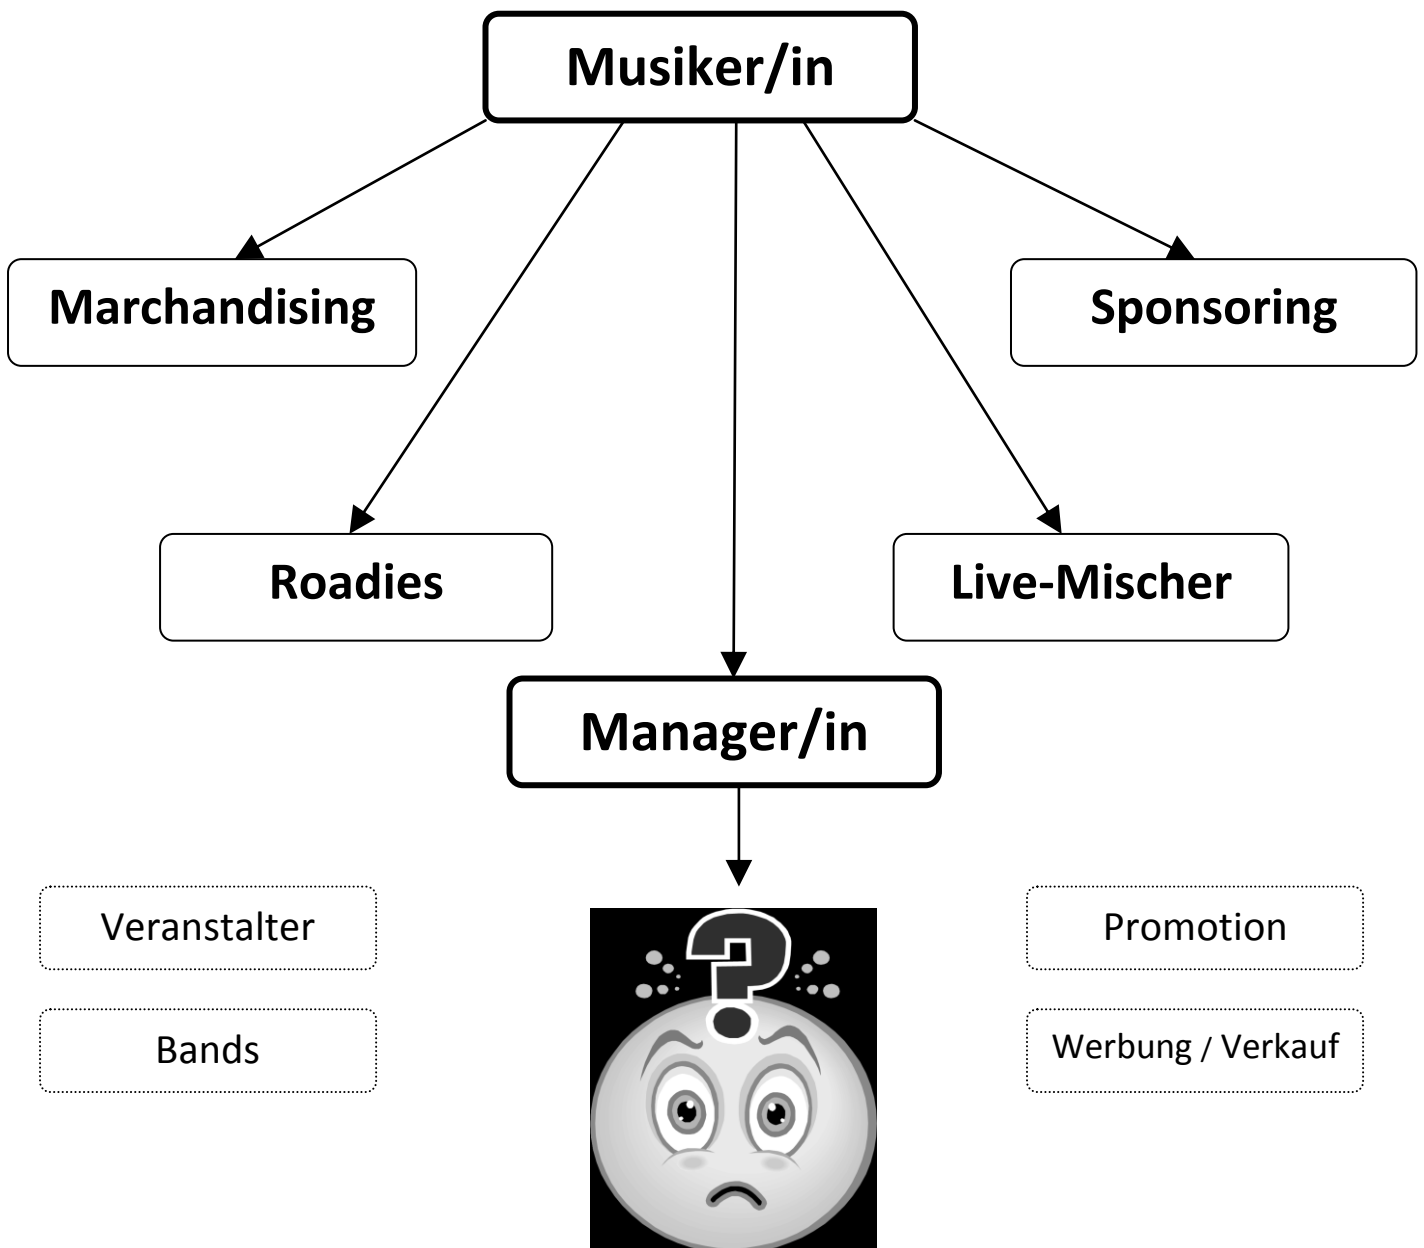 Musiker/in
Marchandising
Sponsoring
Roadies
Live-Mischer
Manager/in
Veranstalter
Promotion
?
Bands
Werbung / Verkauf